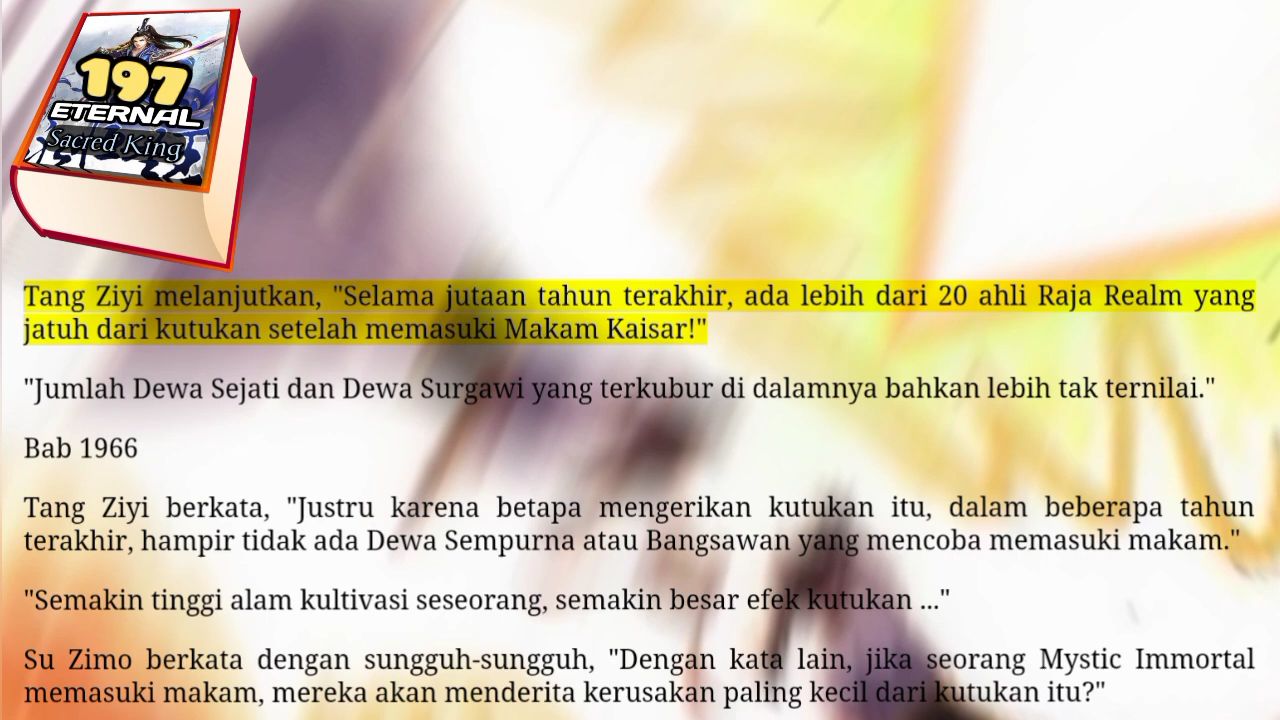 197
ETERNAL
Sacred King
Tang Ziyi melanjutkan, "Selama jutaan tahun terakhir, ada lebih dari 20 ahli Raja Realm yang
jatuh dari kutukan setelah memasuki Makam Kaisar!"
"Jumlah Dewa Sejati dan Dewa Surgawi yang terkubur di dalamnya bahkan lebih tak ternilai."
Bab 1966
Tang Ziyi berkata, "Justru karena betapa mengerikan kutukan itu, dalam beberapa tahun
terakhir, hampir tidak ada Dewa Sempurna atau Bangsawan yang mencoba memasuki makam."
"Semakin tinggi alam kultivasi seseorang, semakin besar efek kutukan ..."
Su Zimo berkata dengan sungguh-sungguh, "Dengan kata lain, jika seorang Mystic Immortal
memasuki makam, mereka akan menderita kerusakan paling kecil dari kutukan itu?"